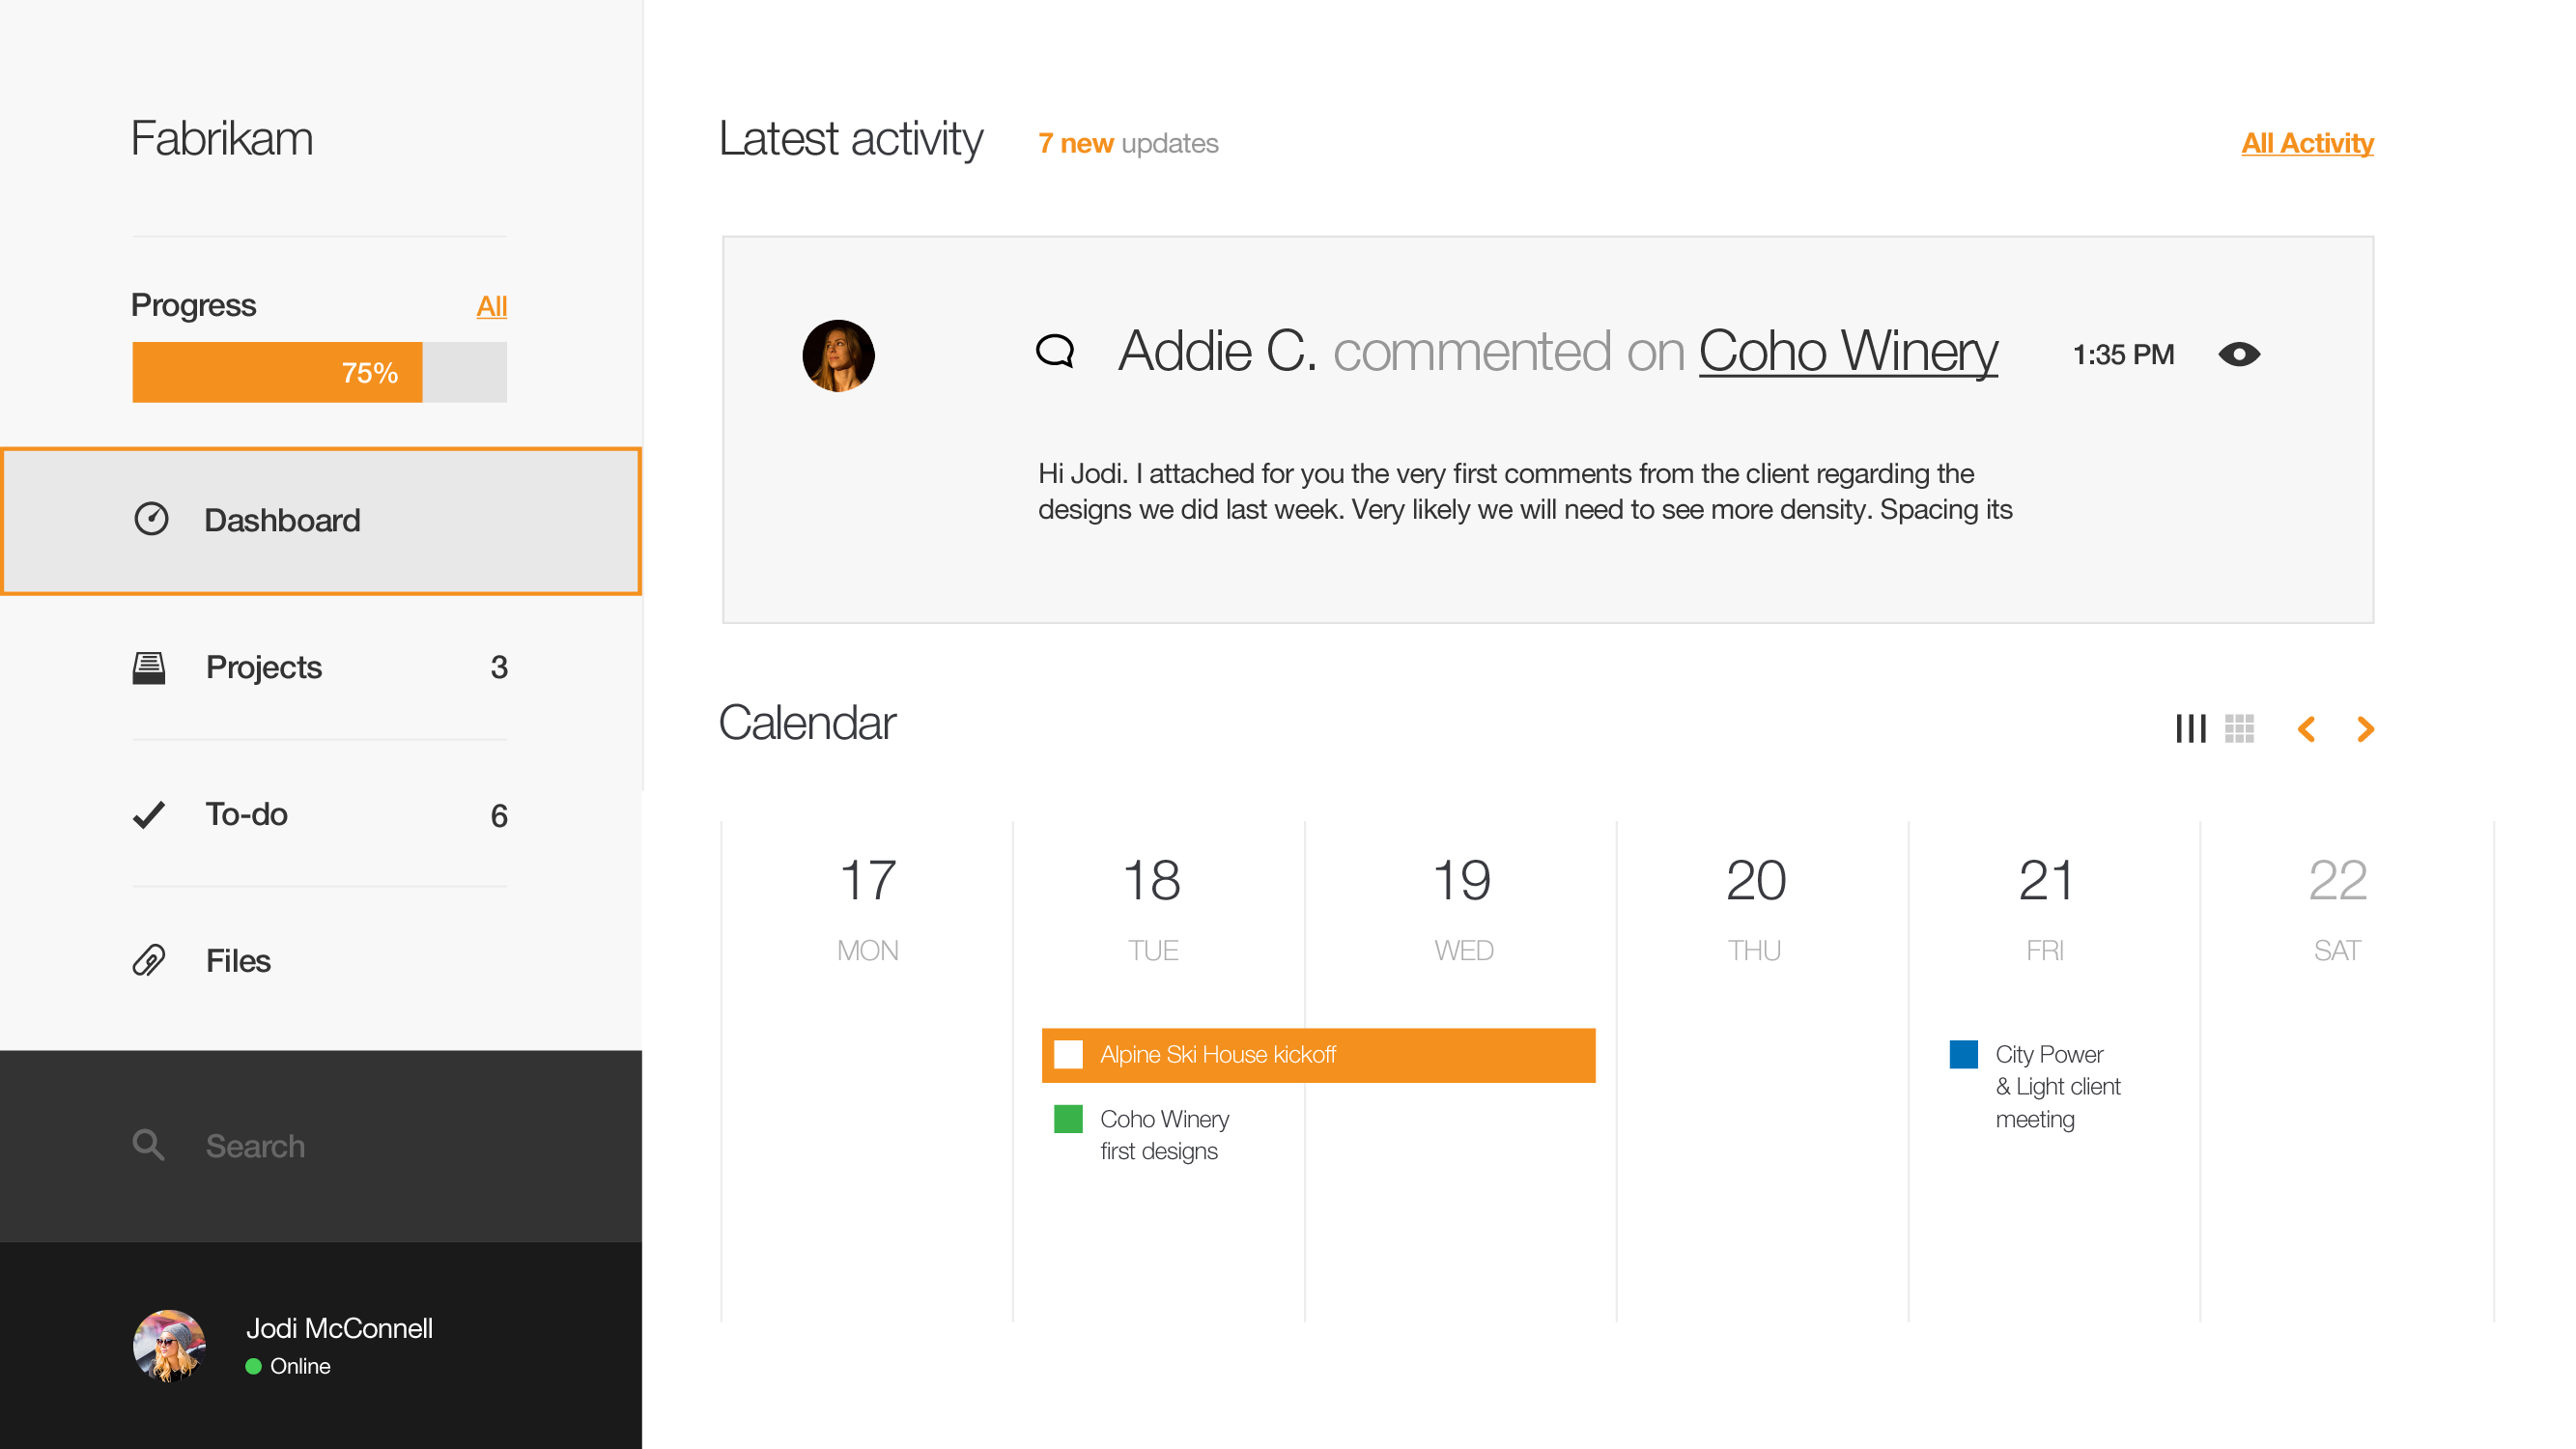 Fabrikam
Progress
All
75%
Dashboard
Projects
3
To-do
6
Files
Search
Jodi McConnell
Online
Latest activity
7 new updates
All Activity
Addie C. commented on Coho Winery
1:35 PM
Hi Jodi. I attached for you the very first comments from the client regarding the
designs we did last week. Very likely we will need to see more density. Spacing its
Calendar
17
MON
18
TUE
19
WED
20
THU
21
FRI
22
SAT
Alpine Ski House kickoff
Coho Winery
first designs
City Power
& Light client
meeting